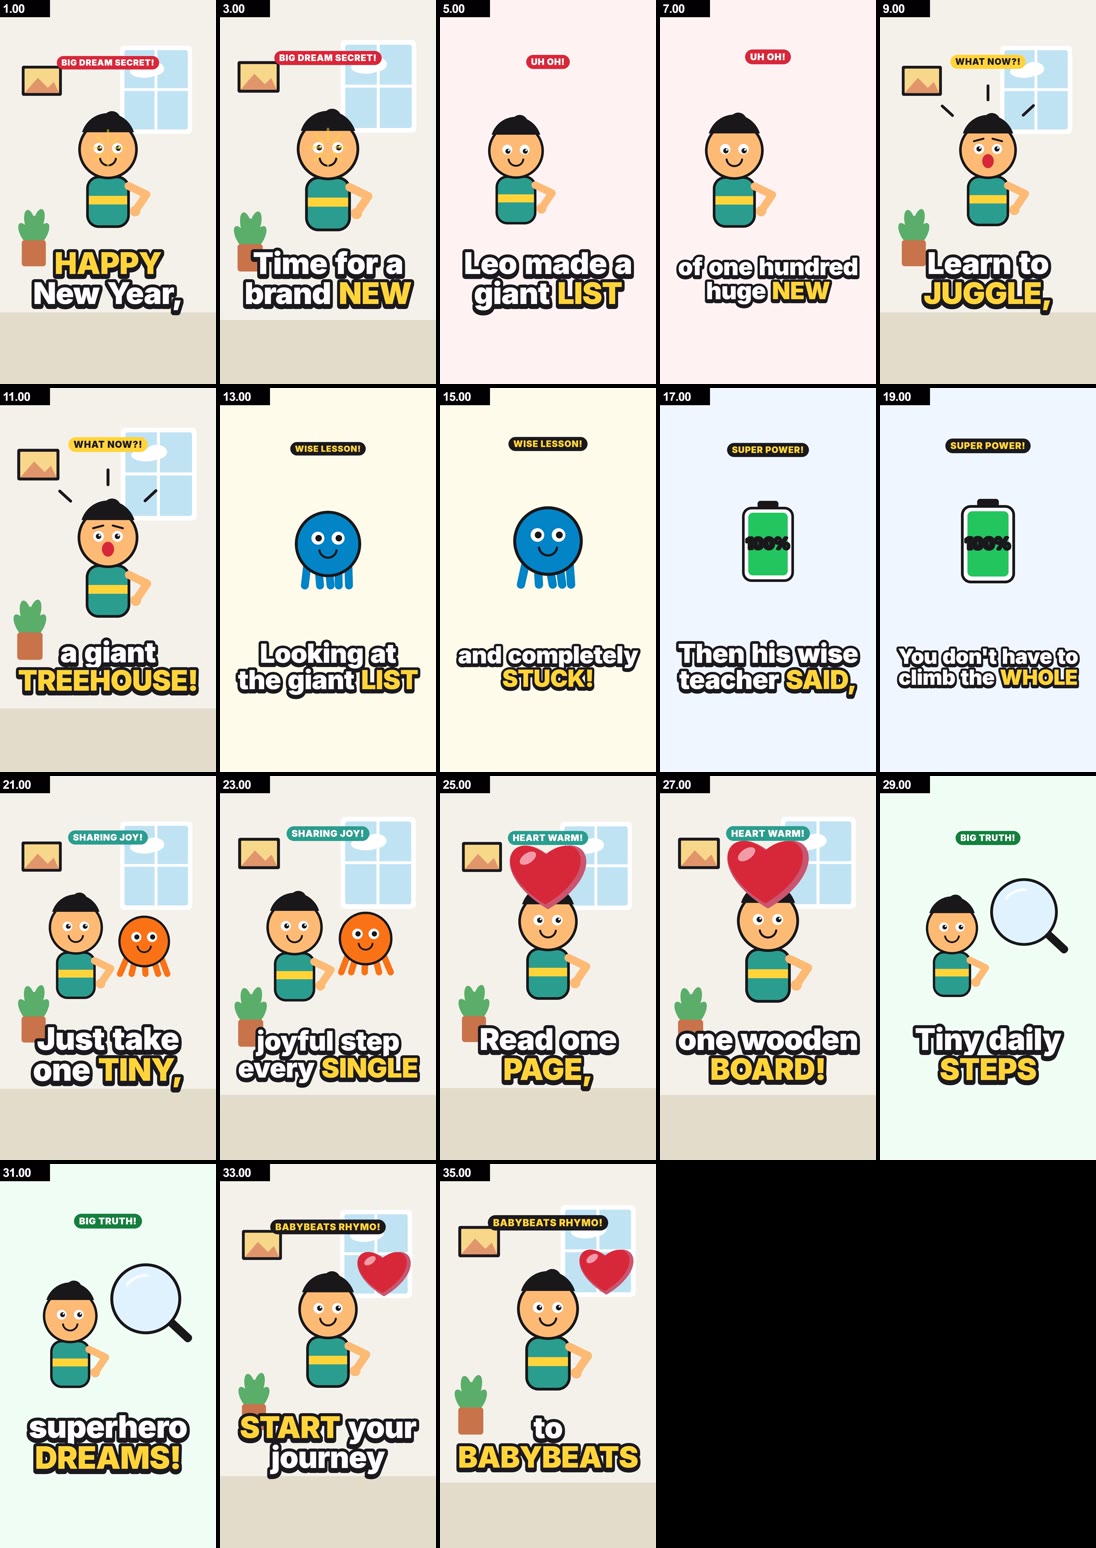 1.00
BIG DREAM SECRET!
HAPPY
New Year,
3.00
BIG DREAM SECRET!
Time for a
brand NEW
5.00
UH OH!
Leo made a
giant LIST
7.00
UH OH!
of one hundred
huge NEW
9.00
WHAT NOW?!
Learn to
JUGGLE,
11.00
WHAT NOW?!
a giant
TREEHOUSE!
13.00
WISE LESSON!
Looking at
the giant LIST
15.00
WISE LESSON!
and completely
STUCK!
17.00
SUPER POWER!
100%
Then his wise
teacher SAID,
19.00
SUPER POWER!
100%
You don't have to
climb the WHOLE
21.00
SHARING JOY!
Just take
one TINY,
23.00
SHARING JOY!
joyful step
every SINGLE
25.00
HEART WARM!
Read one
PAGE,
27.00
HEART WARM!
one wooden
BOARD!
29.00
BIG TRUTH!
Tiny daily
STEPS
31.00
BIG TRUTH!
superhero
DREAMS!
33.00
BABYBEATS RHYMO!
START your
journey
35.00
BABYBEATS RHYMO!
to
BABYBEATS